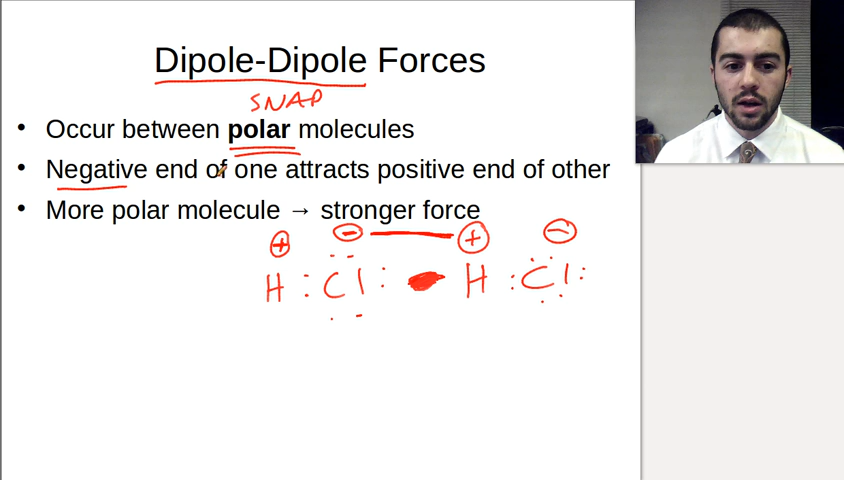 Dipole-Dipole Forces
SNAP
• Occur between polar molecules
• Negative end of one attracts positive end of other
• More polar molecule → stronger force
+ - + -
H : Cl : H : Cl :